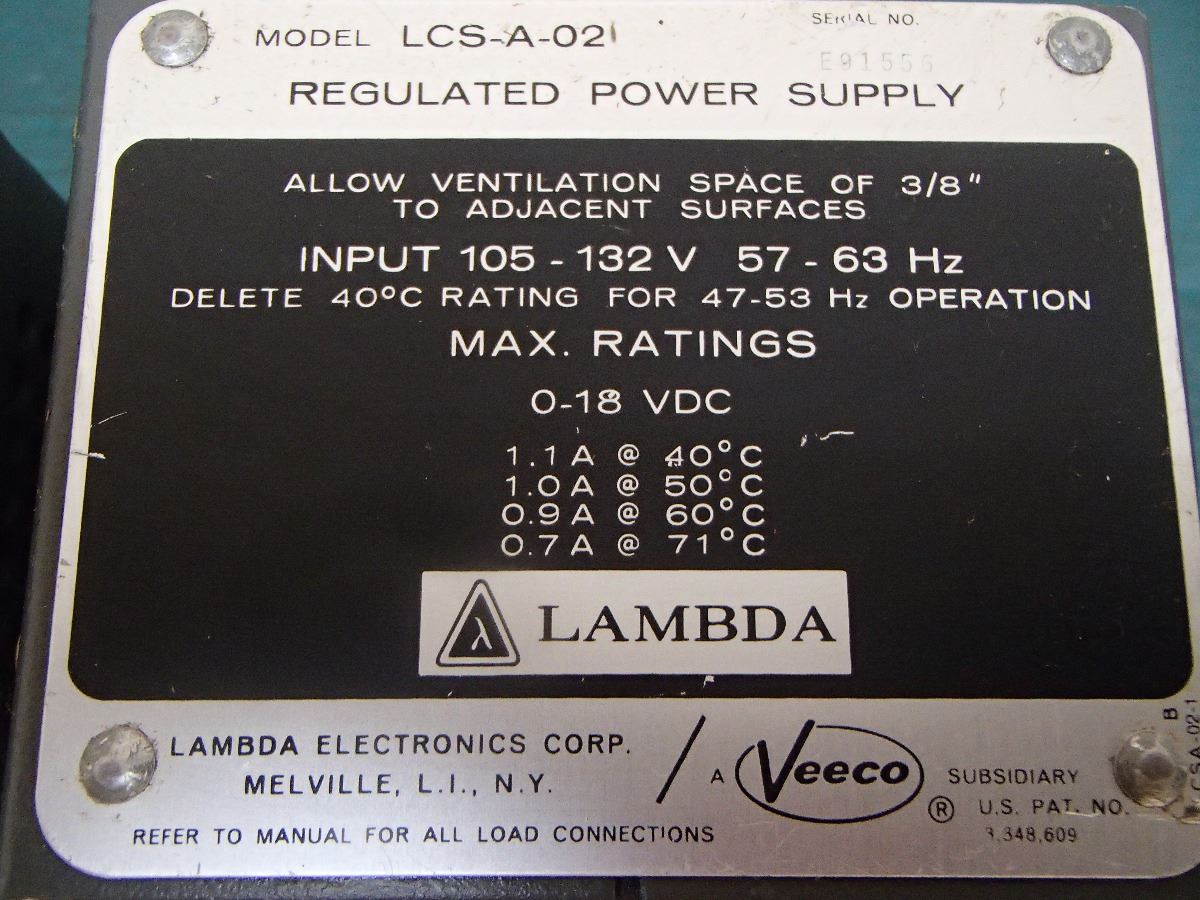 MODEL LCS-A-02
SERIAL NO.
E91556
REGULATED POWER SUPPLY
ALLOW VENTILATION SPACE OF 3/8"
TO ADJACENT SURFACES
INPUT 105 - 132 V 57 - 63 Hz
DELETE 40°C RATING FOR 47-53 Hz OPERATION
MAX. RATINGS
0-18 VDC
1.1 A @ 40°C
1.0 A @ 50°C
0.9 A @ 60°C
0.7 A @ 71°C
λ LAMBDA
LAMBDA ELECTRONICS CORP.
MELVILLE, L.I., N.Y.
/ A Veeco SUBSIDIARY
® U.S. PAT. NO.
3,348,609
REFER TO MANUAL FOR ALL LOAD CONNECTIONS
B